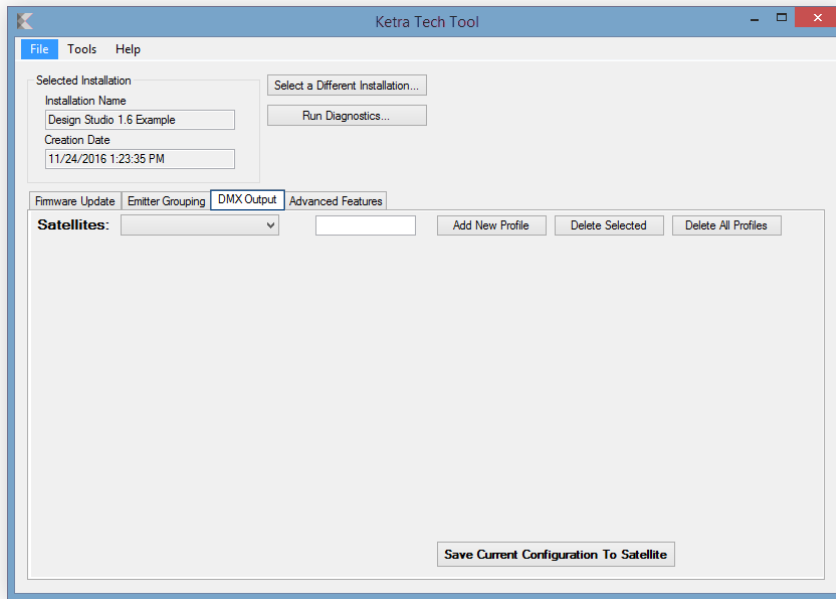 Ketra Tech Tool
File Tools Help
Selected Installation
Installation Name
Design Studio 1.6 Example
Creation Date
11/24/2016 1:23:35 PM
Select a Different Installation...
Run Diagnostics...
Firmware Update Emitter Grouping DMX Output Advanced Features
Satellites: Add New Profile Delete Selected Delete All Profiles
Save Current Configuration To Satellite